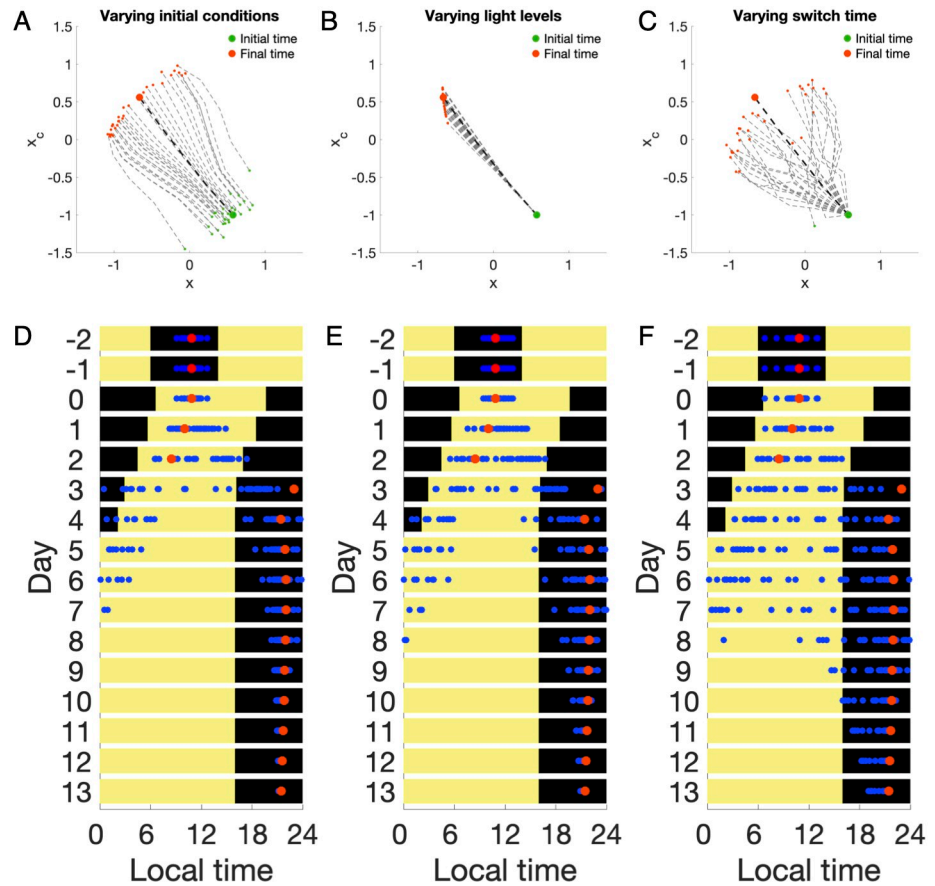 A
Varying initial conditions
1.5
1
0.5
0
-0.5
-1
-1.5
-1
0
1
x
x_c
Initial time
Final time
B
Varying light levels
1.5
1
0.5
0
-0.5
-1
-1.5
-1
0
1
x
x_c
Initial time
Final time
C
Varying switch time
1.5
1
0.5
0
-0.5
-1
-1.5
-1
0
1
x
x_c
Initial time
Final time
D
-2
-1
0
1
2
3
4
5
6
7
8
9
10
11
12
13
Day
0 6 12 18 24
Local time
E
-2
-1
0
1
2
3
4
5
6
7
8
9
10
11
12
13
Day
0 6 12 18 24
Local time
F
-2
-1
0
1
2
3
4
5
6
7
8
9
10
11
12
13
Day
0 6 12 18 24
Local time